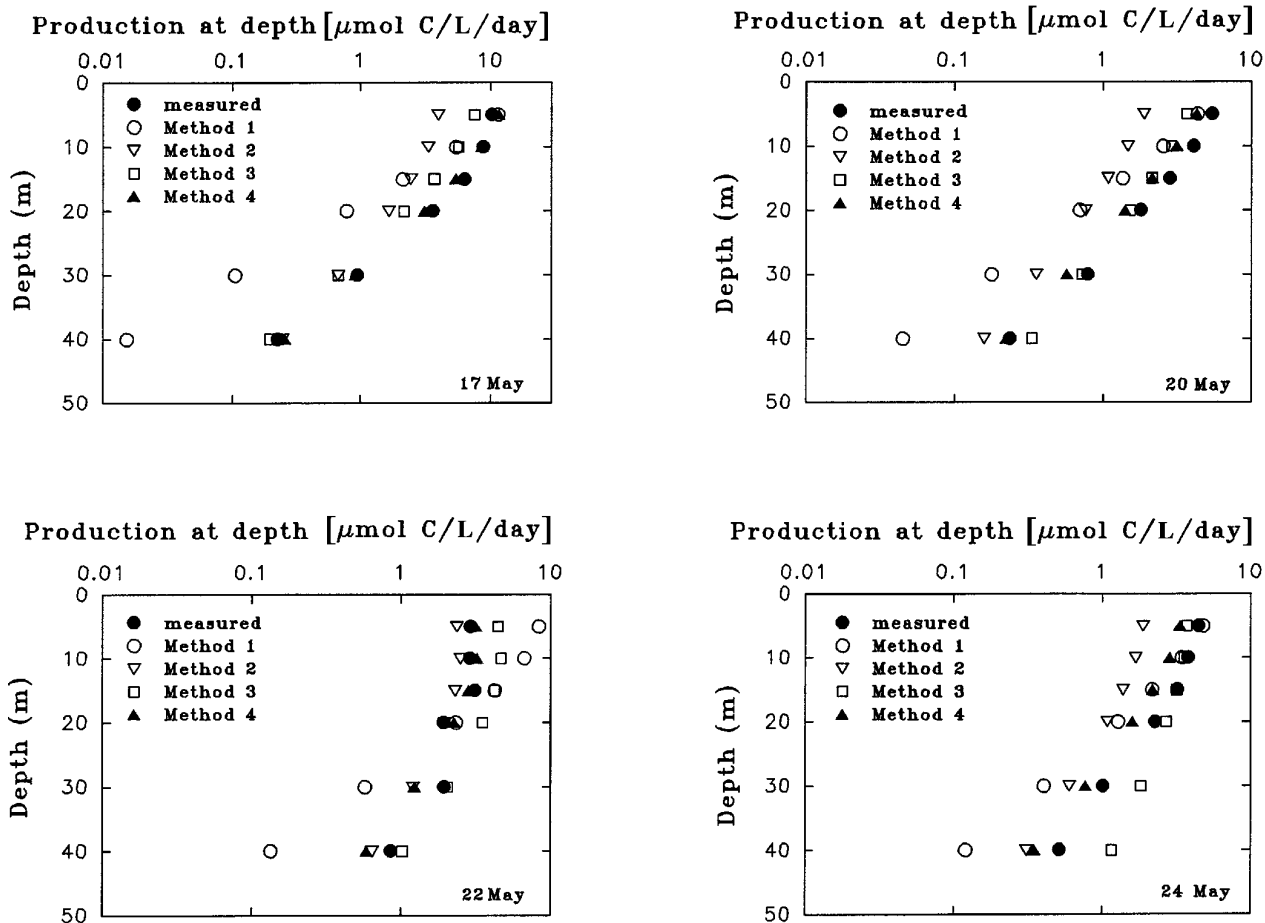 Production at depth [μmol C/L/day]
0.01 0.1 1 10
0
10
20
30
40
50
Depth (m)
measured
Method 1
Method 2
Method 3
Method 4
17 May
Production at depth [μmol C/L/day]
0.01 0.1 1 10
0
10
20
30
40
50
Depth (m)
measured
Method 1
Method 2
Method 3
Method 4
20 May
Production at depth [μmol C/L/day]
0.01 0.1 1 10
0
10
20
30
40
50
Depth (m)
measured
Method 1
Method 2
Method 3
Method 4
22 May
Production at depth [μmol C/L/day]
0.01 0.1 1 10
0
10
20
30
40
50
Depth (m)
measured
Method 1
Method 2
Method 3
Method 4
24 May